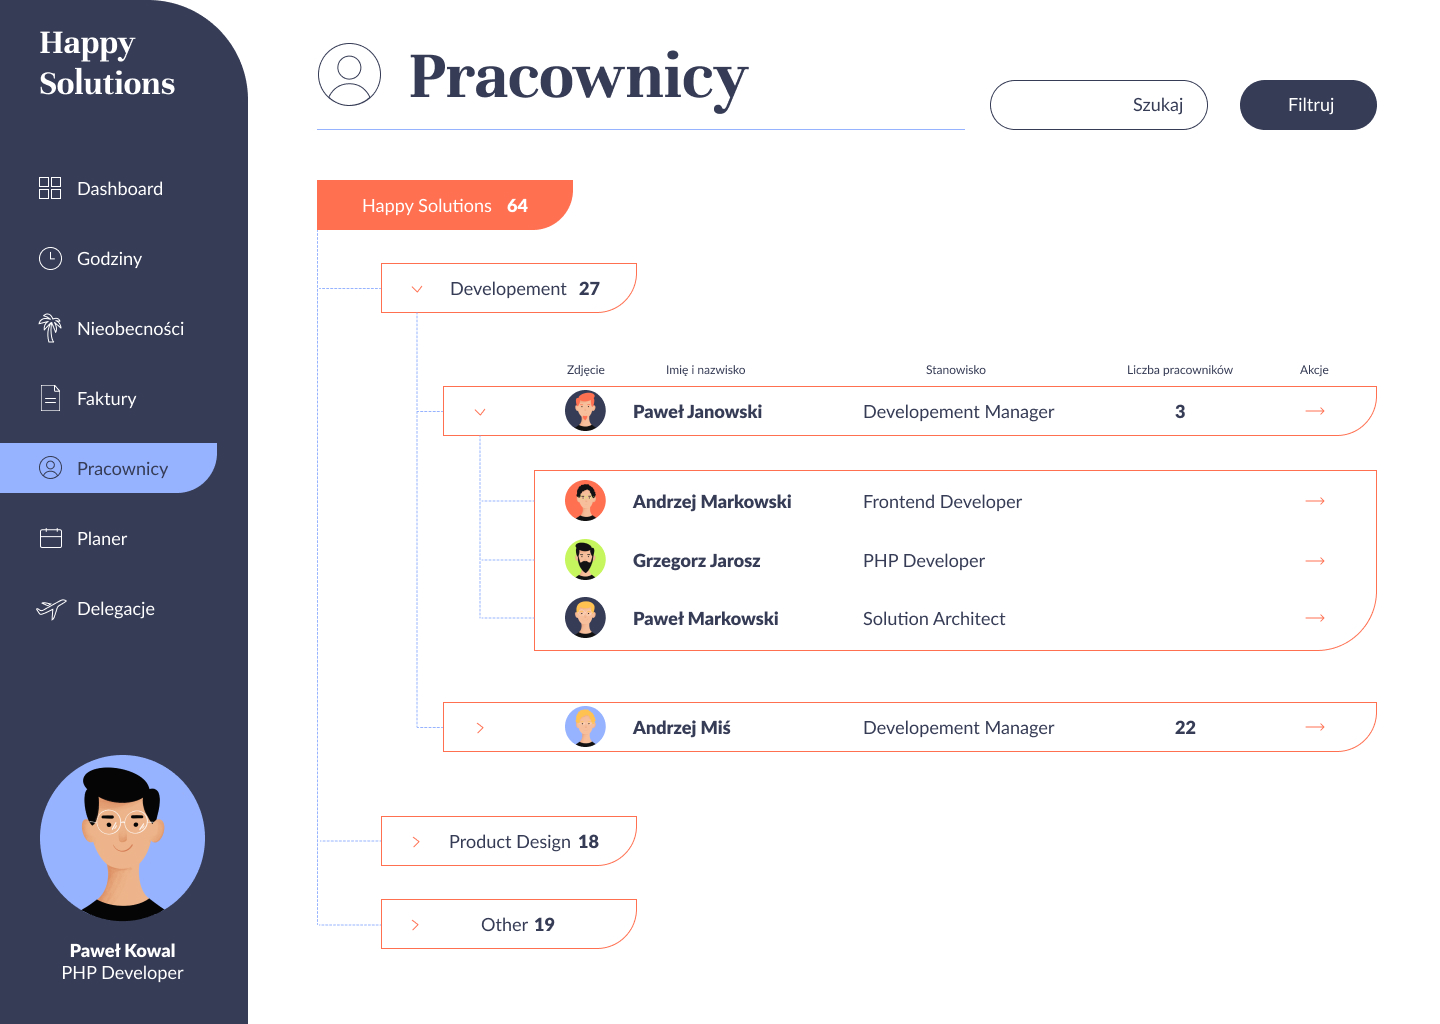 Happy
Solutions
Dashboard
Godziny
Nieobecności
Faktury
Pracownicy
Planer
Delegacje
Paweł Kowal
PHP Developer
Pracownicy
Szukaj
Filtruj
Happy Solutions 64
Developement 27
Zdjęcie Imię i nazwisko Stanowisko Liczba pracowników Akcje
Paweł Janowski Developement Manager 3
Andrzej Markowski Frontend Developer
Grzegorz Jarosz PHP Developer
Paweł Markowski Solution Architect
Andrzej Miś Developement Manager 22
Product Design 18
Other 19